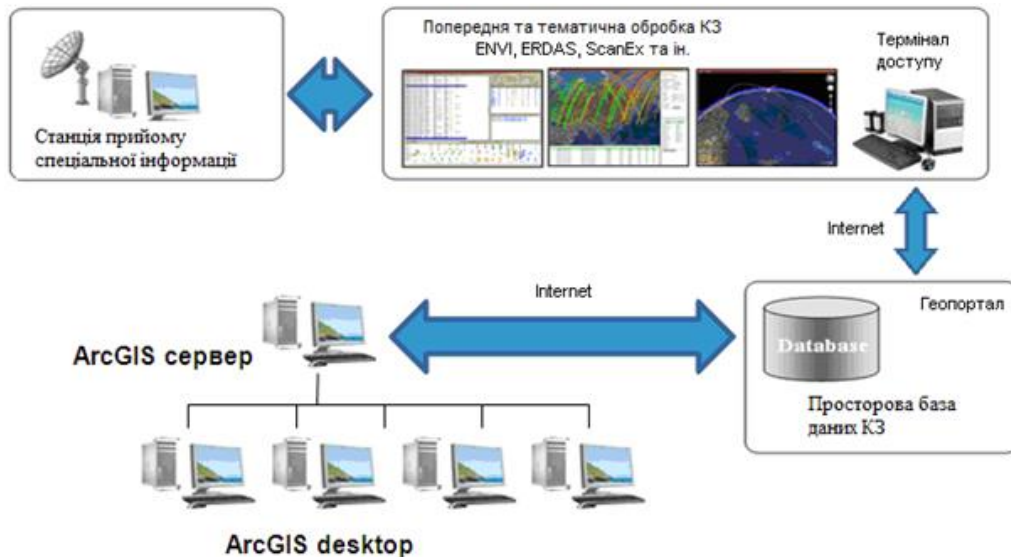 Попередня та тематична обробка КЗ
ENVI, ERDAS, ScanEx та ін.
Термінал
доступу
Станція прийому
спеціальної інформації
Internet
Internet
Геопортал
Database
ArcGIS сервер
Просторова база
даних КЗ
ArcGIS desktop